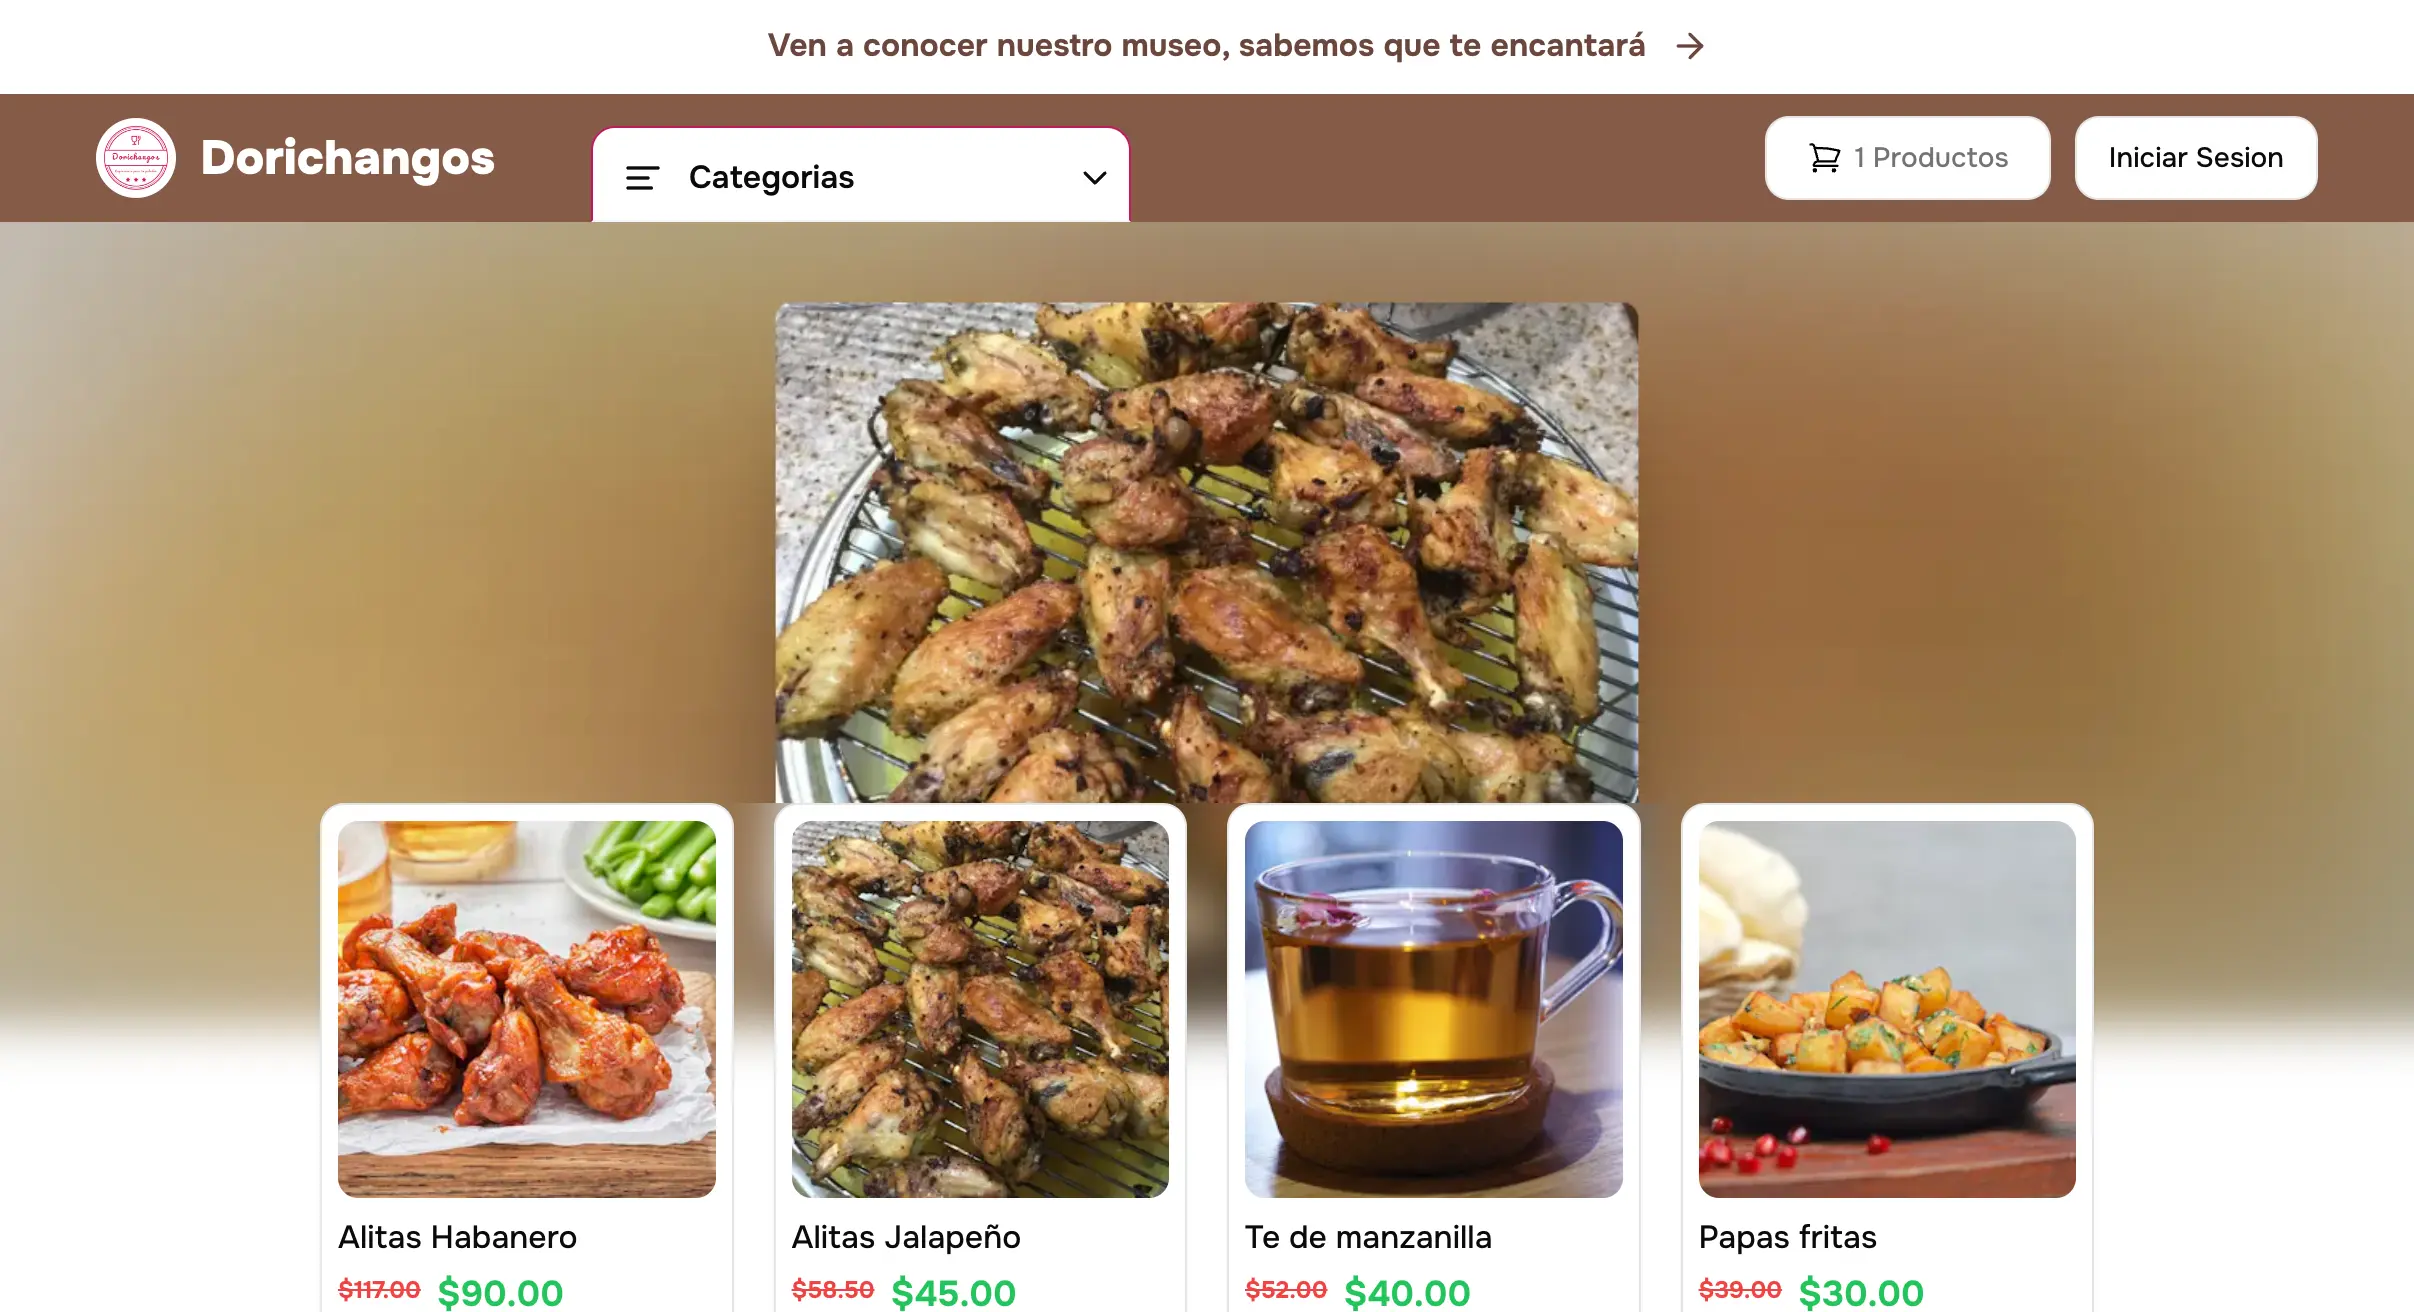 Ven a conocer nuestro museo, sabemos que te encantará →
Dorichangos
Dorichangos
Categorias
1 Productos
Iniciar Sesion
Alitas Habanero
$117.00 $90.00
Alitas Jalapeño
$58.50 $45.00
Te de manzanilla
$52.00 $40.00
Papas fritas
$39.00 $30.00